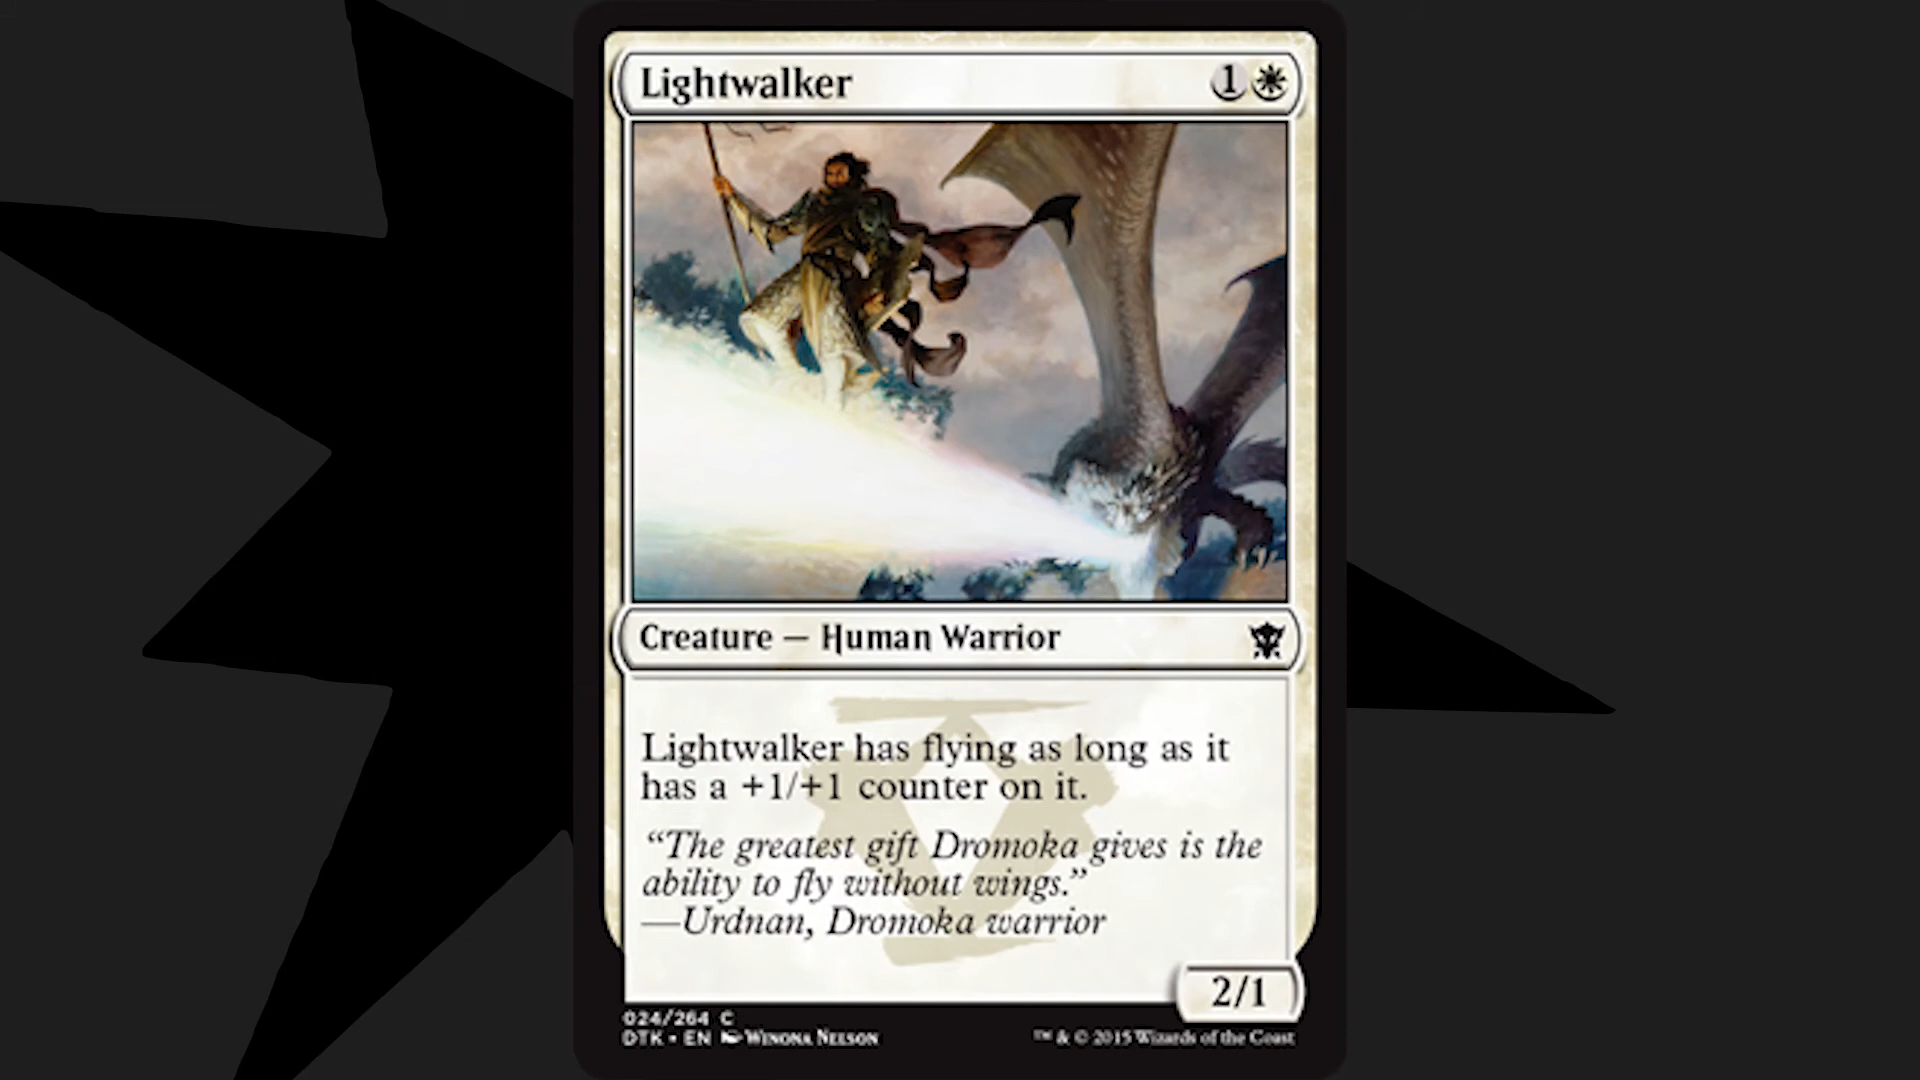 Lightwalker 1
Creature — Human Warrior
Lightwalker has flying as long as it
has a +1/+1 counter on it.
“The greatest gift Dromoka gives is the
ability to fly without wings.”
—Urdnan, Dromoka warrior
2/1
024/264 C
DTK • EN Winona Nelson
™ & © 2015 Wizards of the Coast